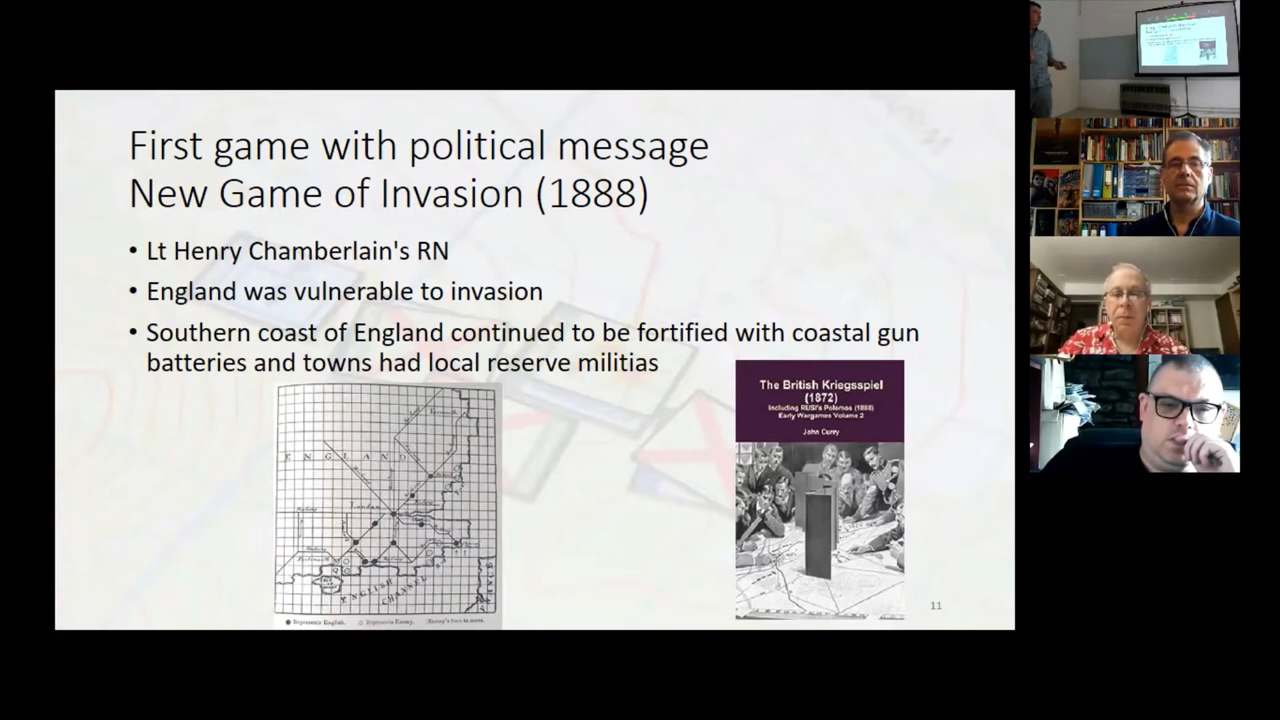 First game with political message
New Game of Invasion (1888)
• Lt Henry Chamberlain's RN
• England was vulnerable to invasion
• Southern coast of England continued to be fortified with coastal gun
batteries and towns had local reserve militias
The British Kriegsspiel
(1872)
Including RUSI's Polemos (1888)
Early Wargames Volume 2
John Curry
ENGLAND
London
ENGLISH
CHANNEL
Represents English. Represents Enemy.
11